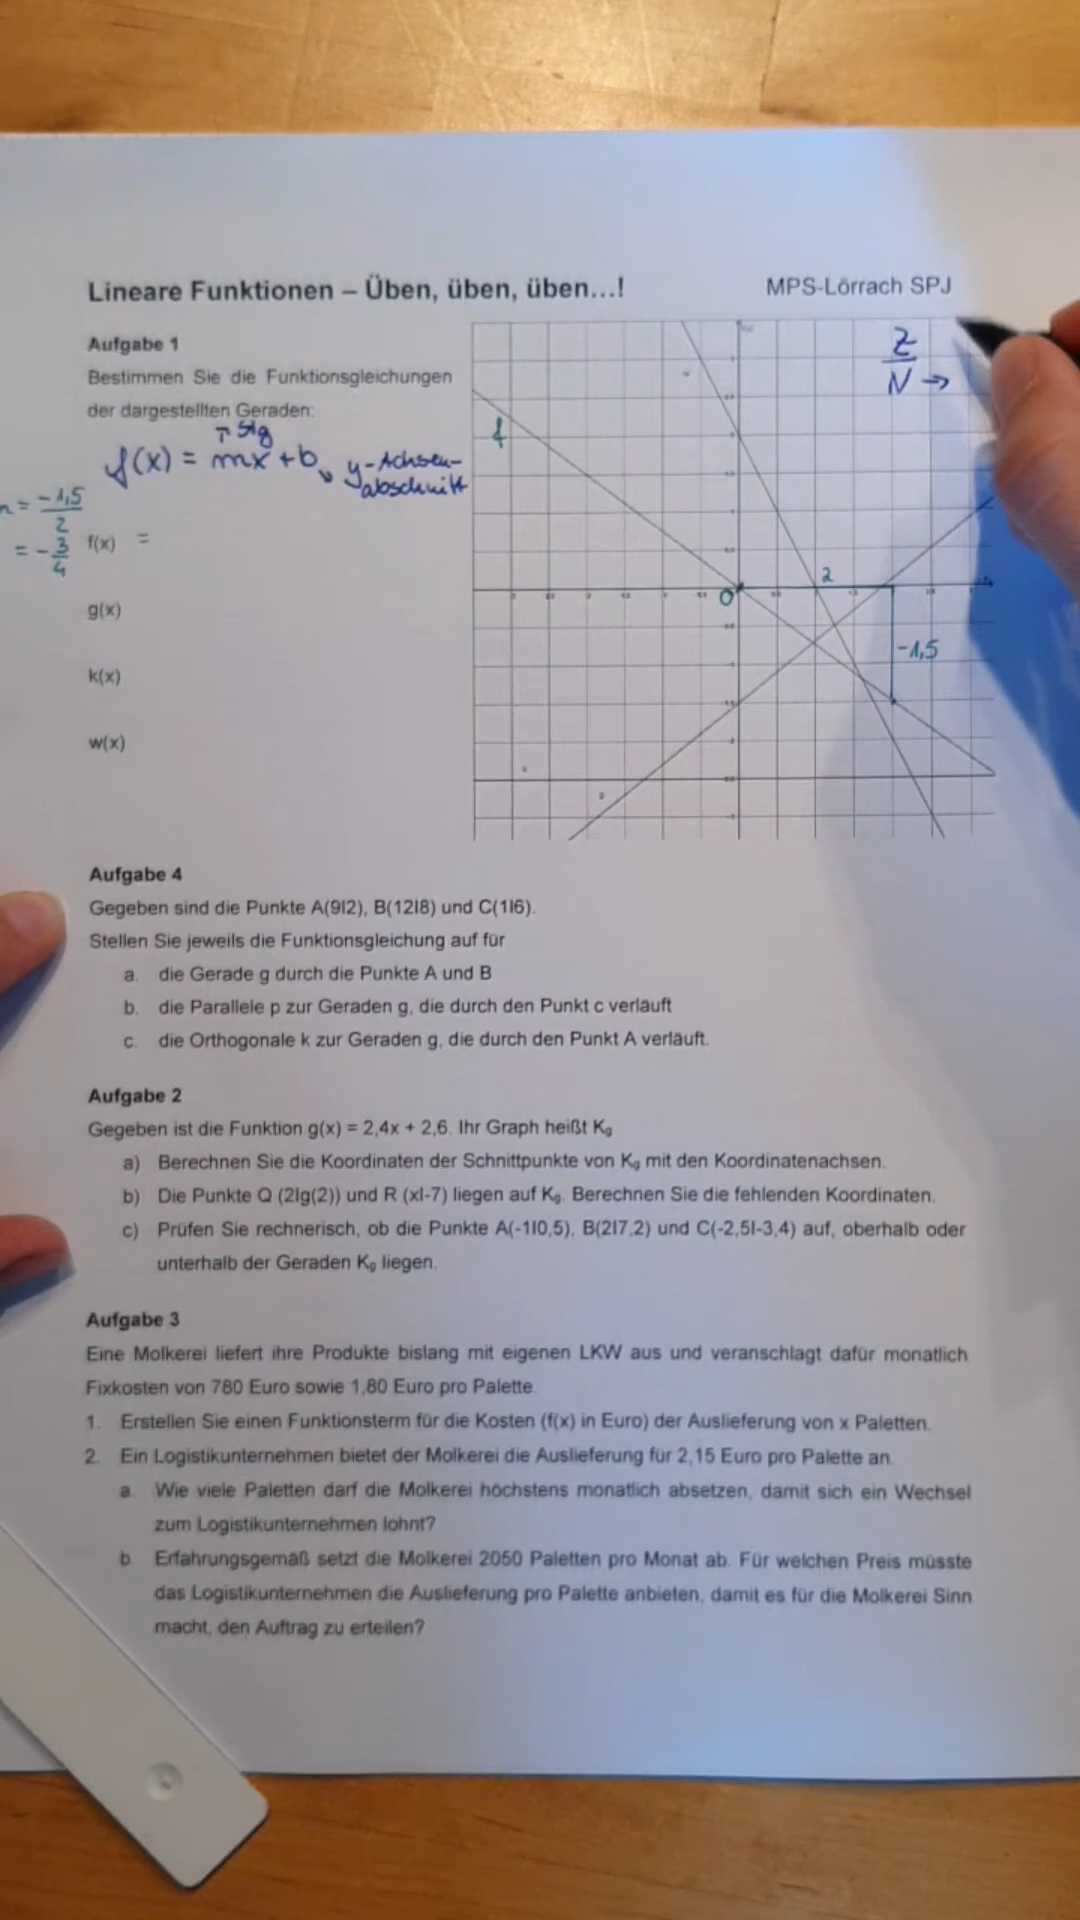 Lineare Funktionen – Üben, üben, üben...!
MPS-Lörrach SPJ
Aufgabe 1
Bestimmen Sie die Funktionsgleichungen
der dargestellten Geraden:
Stg
f(x) = mx + b
y-Achsen-
abschnitt
= -1,5
2
= - 3
4
f(x) =
g(x)
k(x)
w(x)
Z
N →
f
2
0
-1,5
Aufgabe 4
Gegeben sind die Punkte A(9I2), B(12I8) und C(1I6).
Stellen Sie jeweils die Funktionsgleichung auf für
a. die Gerade g durch die Punkte A und B
b. die Parallele p zur Geraden g, die durch den Punkt c verläuft
c. die Orthogonale k zur Geraden g, die durch den Punkt A verläuft.
Aufgabe 2
Gegeben ist die Funktion g(x) = 2,4x + 2,6. Ihr Graph heißt Kg
a) Berechnen Sie die Koordinaten der Schnittpunkte von Kg mit den Koordinatenachsen.
b) Die Punkte Q (2Ig(2)) und R (xI-7) liegen auf Kg. Berechnen Sie die fehlenden Koordinaten.
c) Prüfen Sie rechnerisch, ob die Punkte A(-1I0,5), B(2I7,2) und C(-2,5I-3,4) auf, oberhalb oder
unterhalb der Geraden Kg liegen.
Aufgabe 3
Eine Molkerei liefert ihre Produkte bislang mit eigenen LKW aus und veranschlagt dafür monatlich
Fixkosten von 780 Euro sowie 1,80 Euro pro Palette.
1. Erstellen Sie einen Funktionsterm für die Kosten (f(x) in Euro) der Auslieferung von x Paletten.
2. Ein Logistikunternehmen bietet der Molkerei die Auslieferung für 2,15 Euro pro Palette an.
a. Wie viele Paletten darf die Molkerei höchstens monatlich absetzen, damit sich ein Wechsel
zum Logistikunternehmen lohnt?
b. Erfahrungsgemäß setzt die Molkerei 2050 Paletten pro Monat ab. Für welchen Preis müsste
das Logistikunternehmen die Auslieferung pro Palette anbieten, damit es für die Molkerei Sinn
macht, den Auftrag zu erteilen?